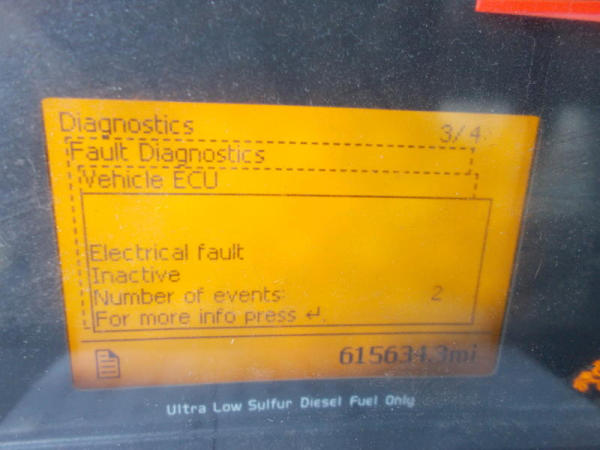 Diagnostics 3/4
Fault Diagnostics
Vehicle ECU
Electrical fault
Inactive
Number of events: 2
For more info press ↵.
615634.3mi
Ultra Low Sulfur Diesel Fuel Only